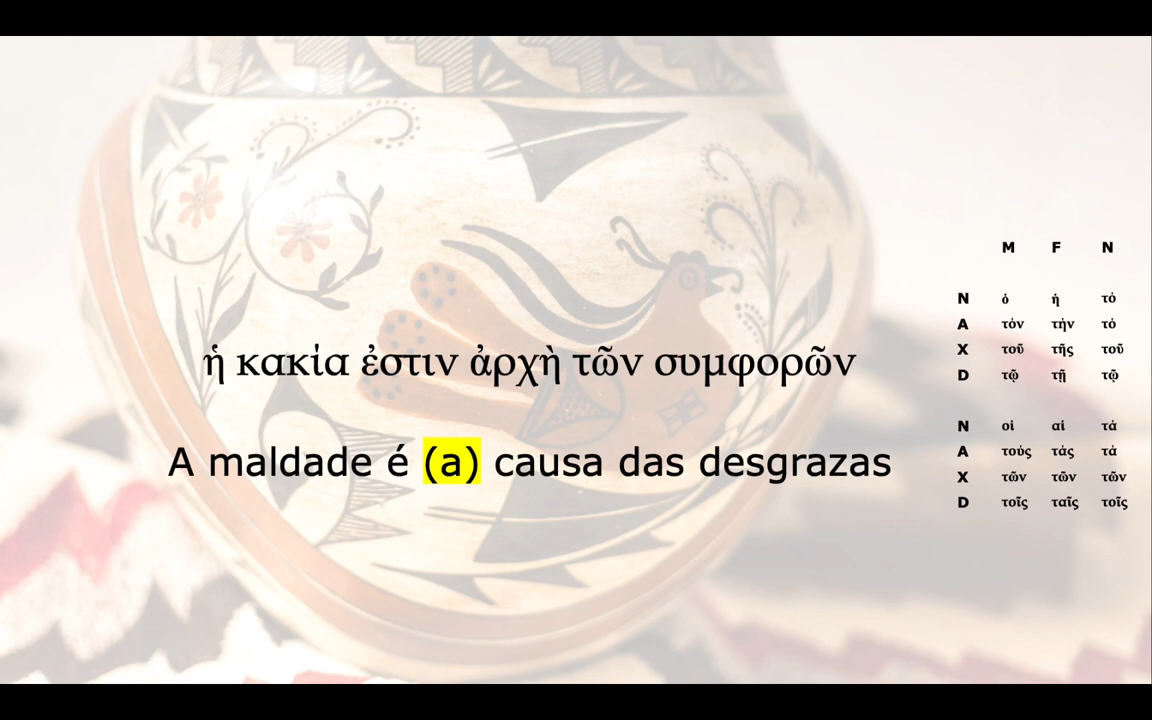 ἡ κακία ἐστιν ἀρχὴ τῶν συμφορῶν
A maldade é (a) causa das desgrazas
M F N
N ὁ ἡ τό
A τόν τήν τό
X τοῦ τῆς τοῦ
D τῷ τῇ τῷ
N οἱ αἱ τά
A τούς τάς τά
X τῶν τῶν τῶν
D τοῖς ταῖς τοῖς